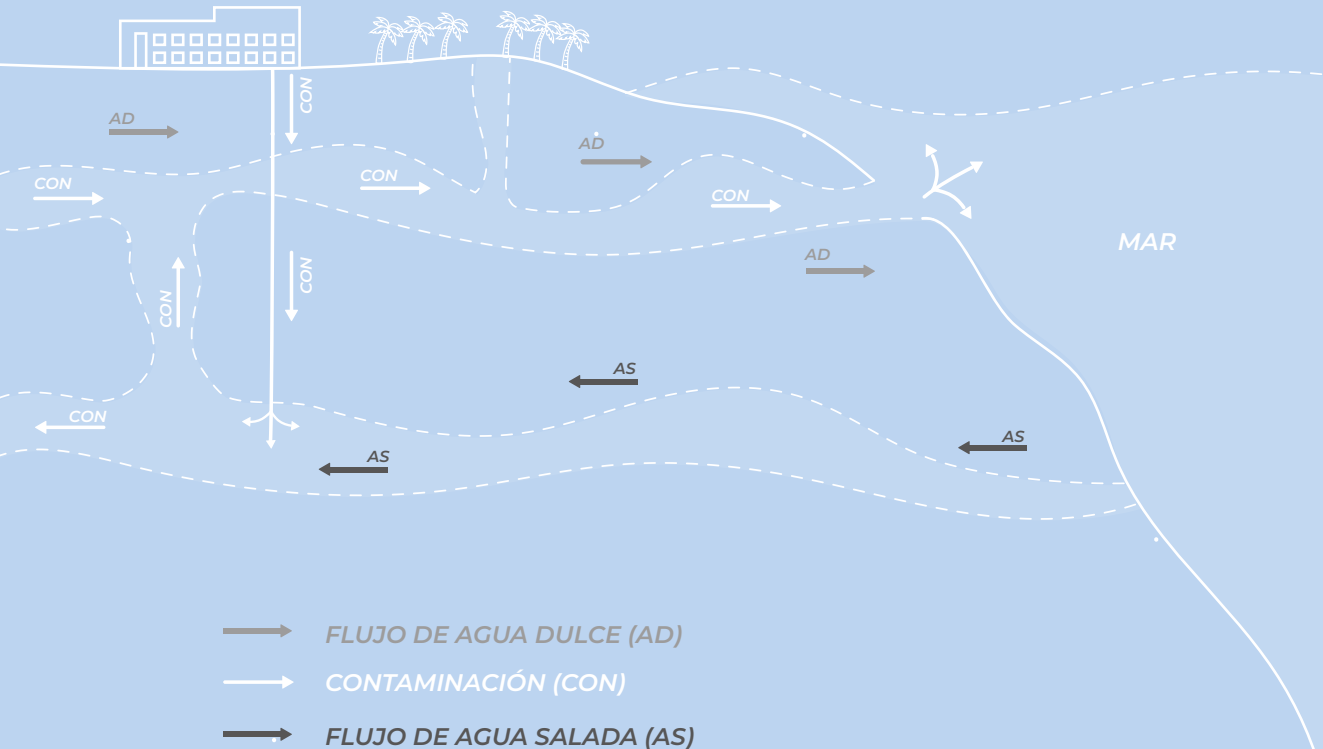 CON
AD
AD
CON
CON
CON
MAR
AD
CON
CON
AS
CON
AS
AS
FLUJO DE AGUA DULCE (AD)
CONTAMINACIÓN (CON)
FLUJO DE AGUA SALADA (AS)